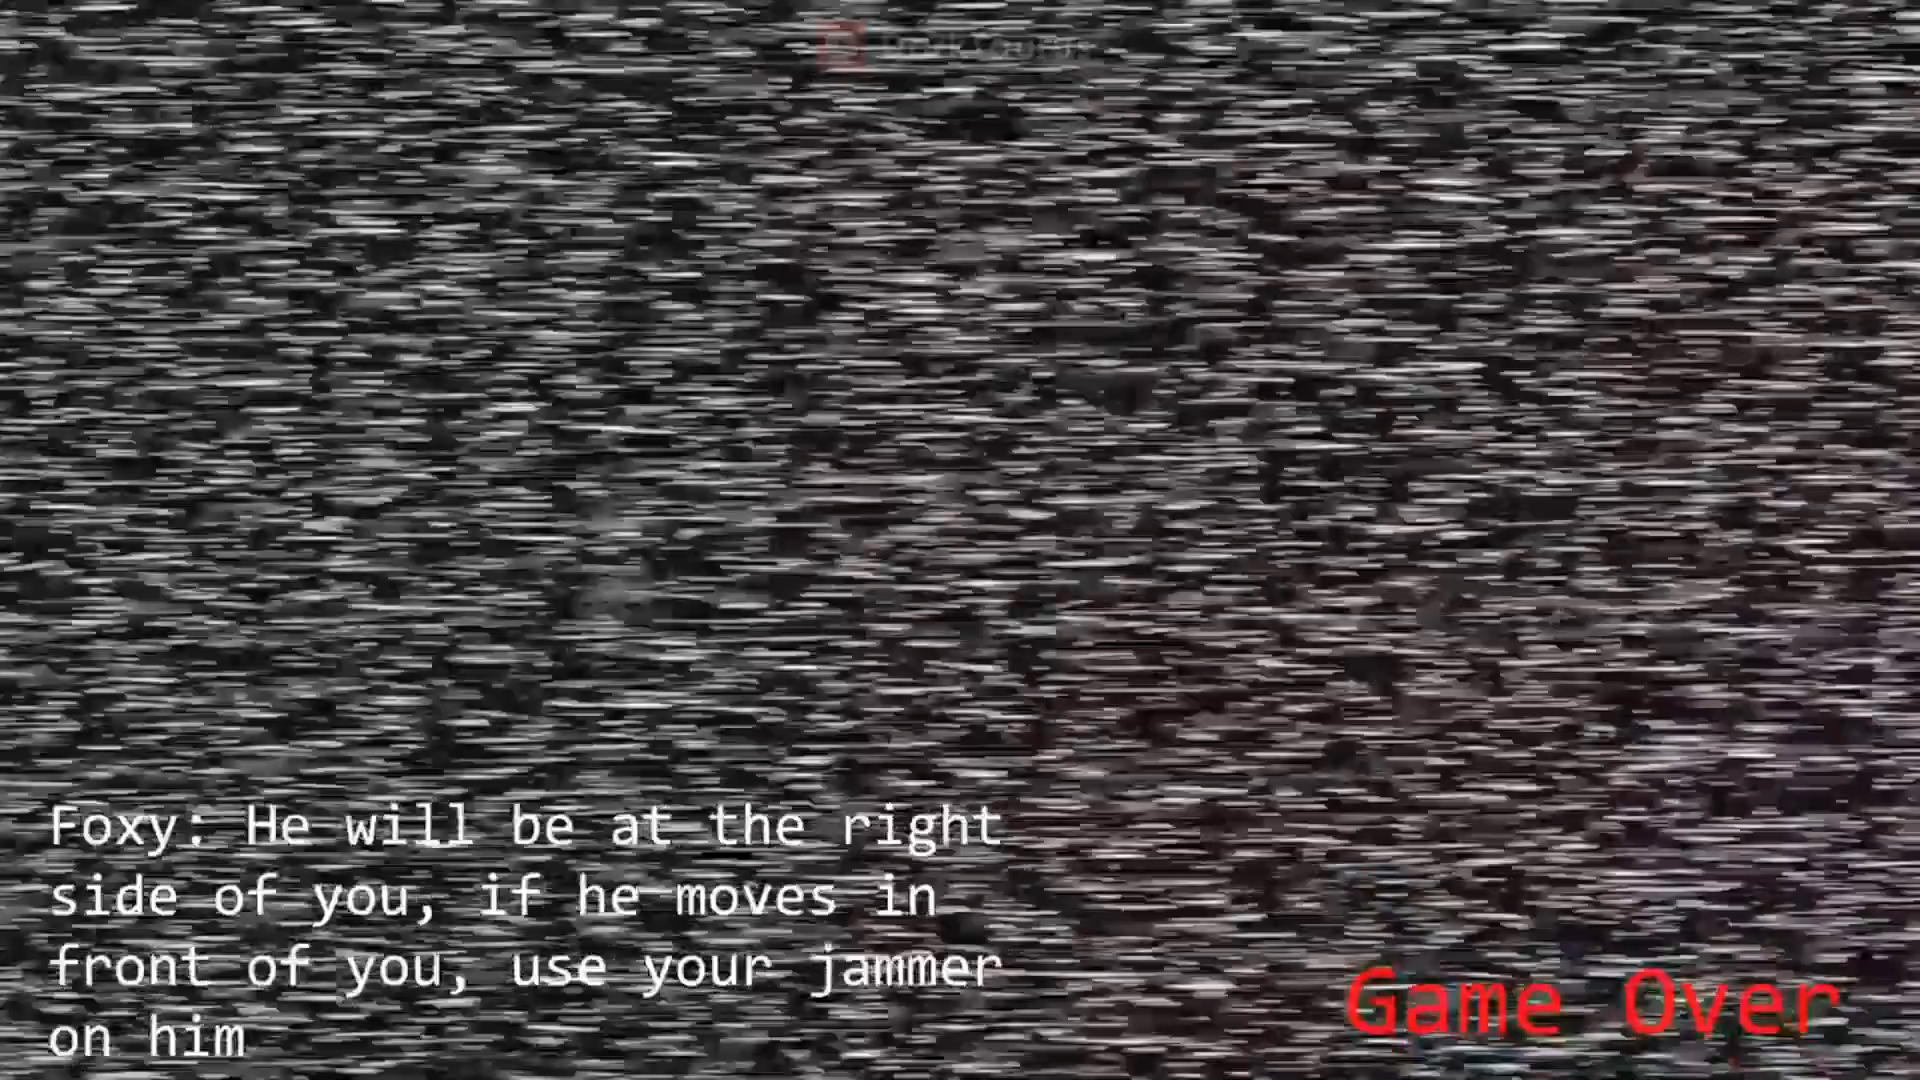 Foxy: He will be at the right
side of you, if he moves in
front of you, use your jammer
on him
Game Over